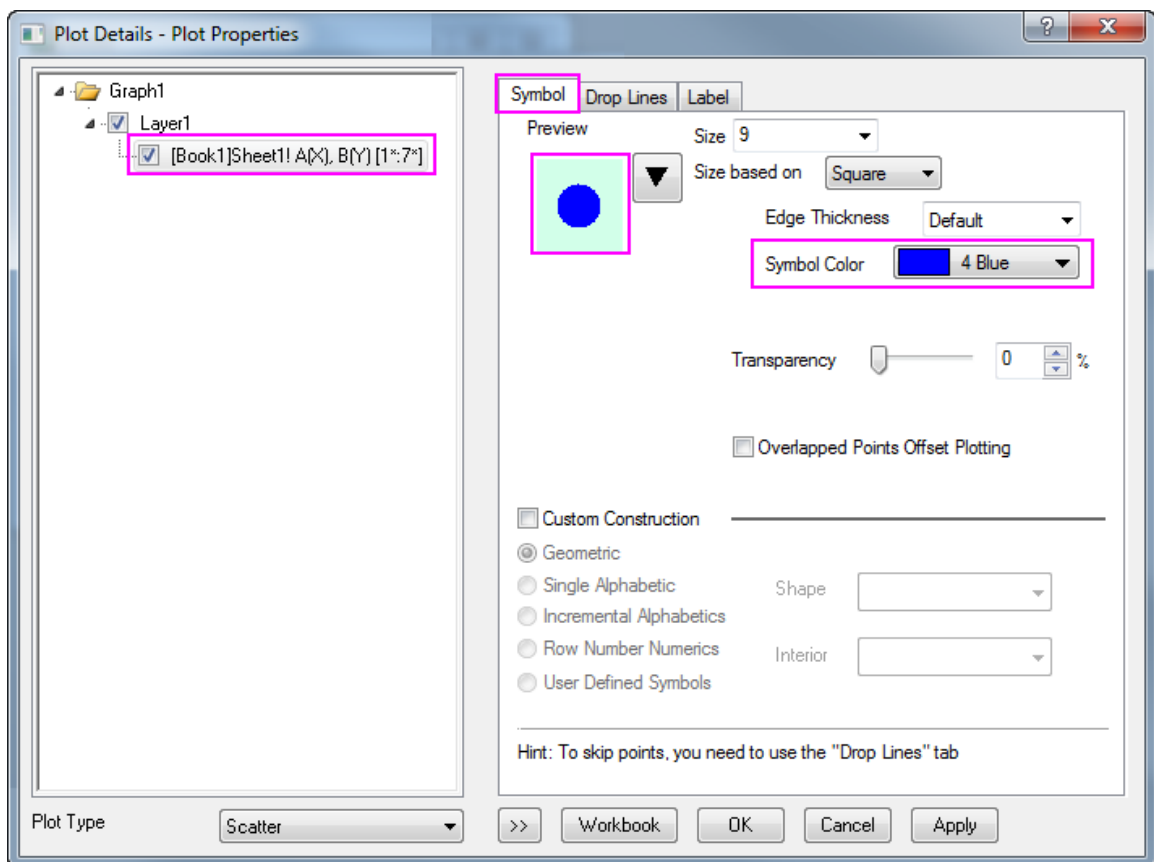 Plot Details - Plot Properties
Graph1
Layer1
[Book1]Sheet1! A(X), B(Y) [1*:7*]
Symbol Drop Lines Label
Preview
Size 9
Size based on Square
Edge Thickness Default
Symbol Color 4 Blue
Transparency 0 %
Overlapped Points Offset Plotting
Custom Construction
Geometric
Single Alphabetic
Shape
Incremental Alphabetics
Row Number Numerics
Interior
User Defined Symbols
Hint: To skip points, you need to use the "Drop Lines" tab
Plot Type Scatter >> Workbook OK Cancel Apply